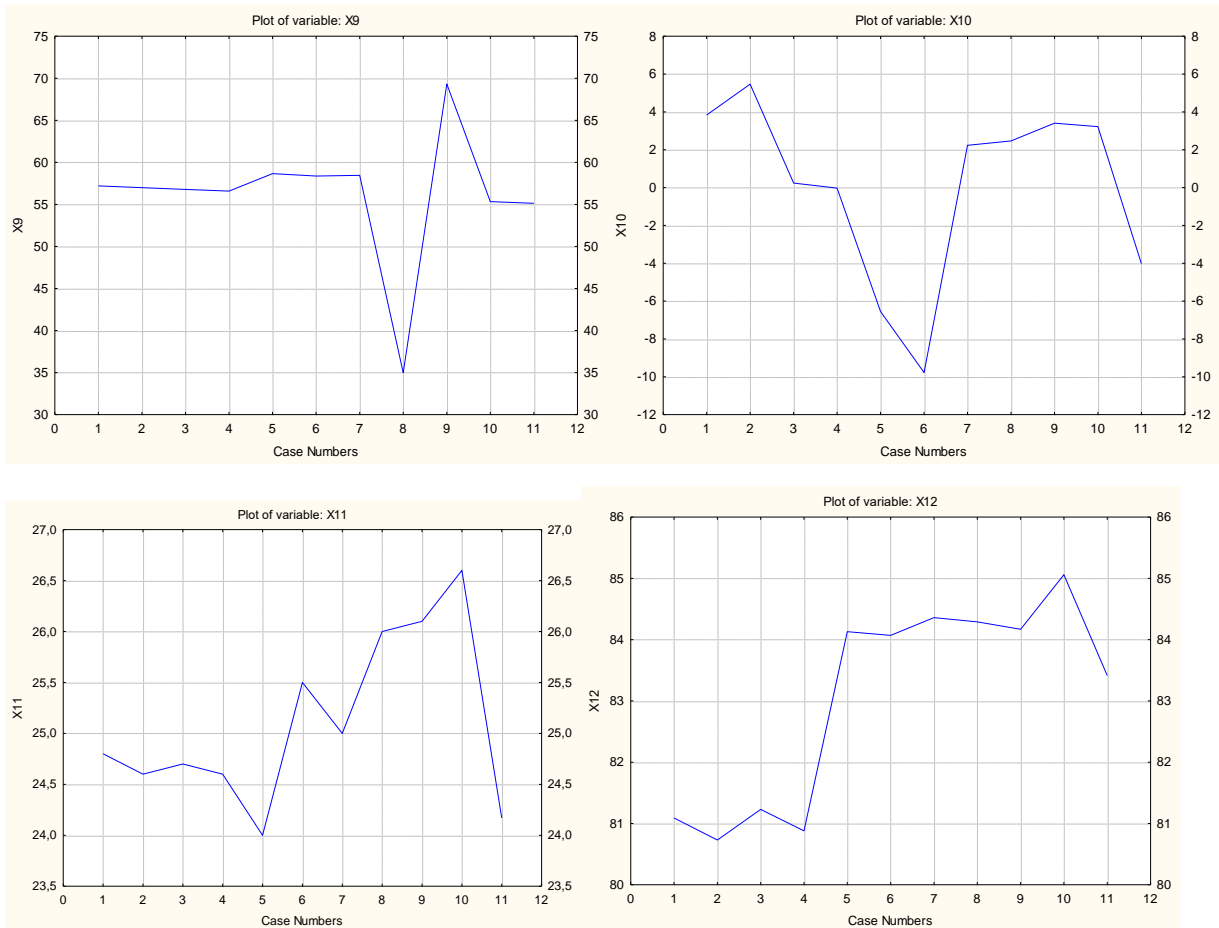 Plot of variable: X9
75 75
70 70
65 65
60 60
55 55
50 50
45 45
40 40
35 35
30 30
X9
0 1 2 3 4 5 6 7 8 9 10 11 12
Case Numbers
Plot of variable: X10
8 8
6 6
4 4
2 2
0 0
-2 -2
-4 -4
-6 -6
-8 -8
-10 -10
-12 -12
X10
0 1 2 3 4 5 6 7 8 9 10 11 12
Case Numbers
Plot of variable: X11
27,0 27,0
26,5 26,5
26,0 26,0
25,5 25,5
25,0 25,0
24,5 24,5
24,0 24,0
23,5 23,5
X11
0 1 2 3 4 5 6 7 8 9 10 11 12
Case Numbers
Plot of variable: X12
86 86
85 85
84 84
83 83
82 82
81 81
80 80
X12
0 1 2 3 4 5 6 7 8 9 10 11 12
Case Numbers